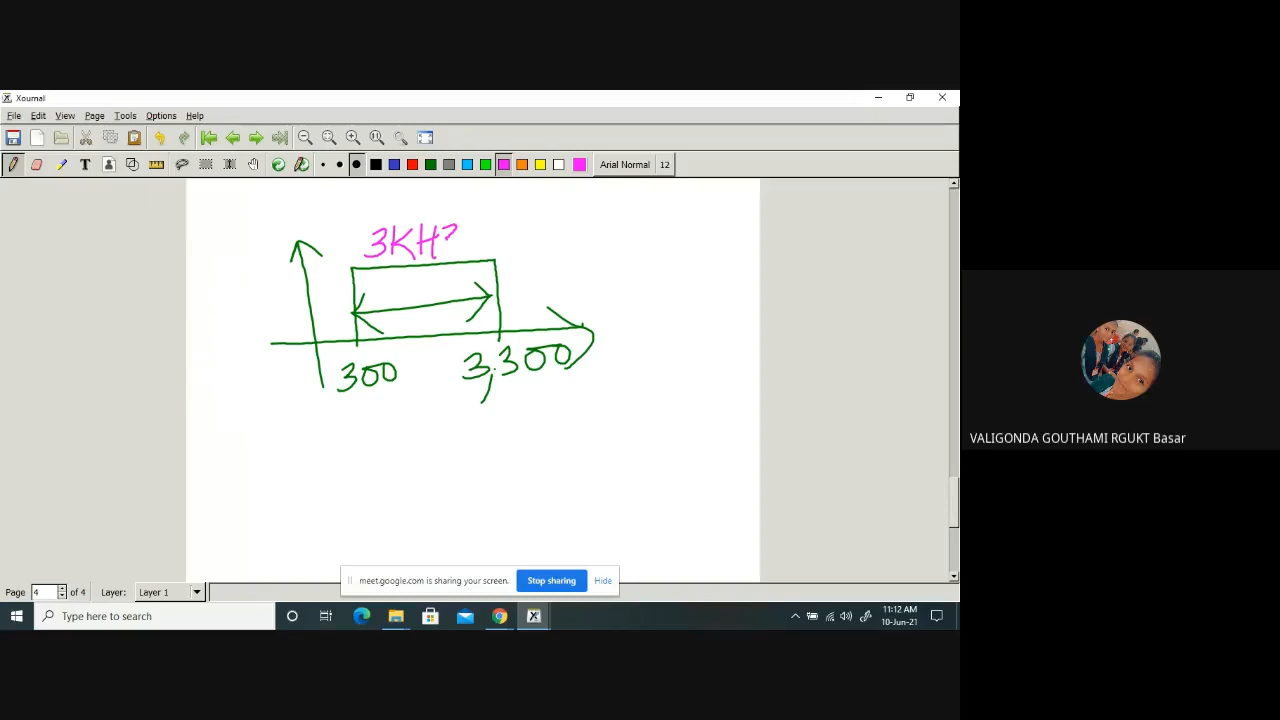 Xournal
File Edit View Page Tools Options Help
T Arial Normal 12
3KHz
300 3,300
VALIGONDA GOUTHAMI RGUKT Basar
meet.google.com is sharing your screen. Stop sharing Hide
Page 4 of 4 Layer: Layer 1
Type here to search
11:12 AM
10-Jun-21